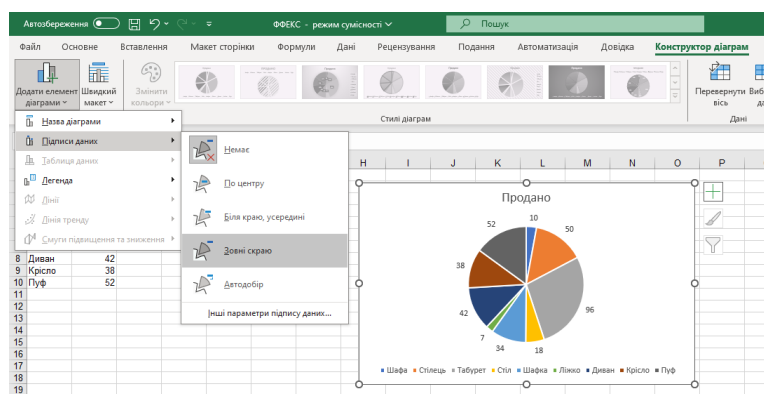 Автозбереження
ФФЕКС - режим сумісності
Пошук
Файл Основне Вставлення Макет сторінки Формули Дані Рецензування Подання Автоматизація Довідка Конструктор діаграм
Додати елемент діаграми
Швидкий макет
Змінити кольори
Стилі діаграм
Перевернути вісь
Виб
да
Дані
Назва діаграми
Підписи даних
Таблиця даних
Легенда
Лінії
Лінія тренду
Смуги підвищення та зниження
Немає
По центру
Біля краю, усередині
Зовні скраю
Автодобір
Інші параметри підпису даних...
H I J K L M N O P
8 Диван 42
9 Крісло 38
10 Пуф 52
11
12
13
14
15
16
17
18
19
Продано
10
50
96
18
34
7
42
38
52
Шафа Стілець Табурет Стіл Шафка Ліжко Диван Крісло Пуф